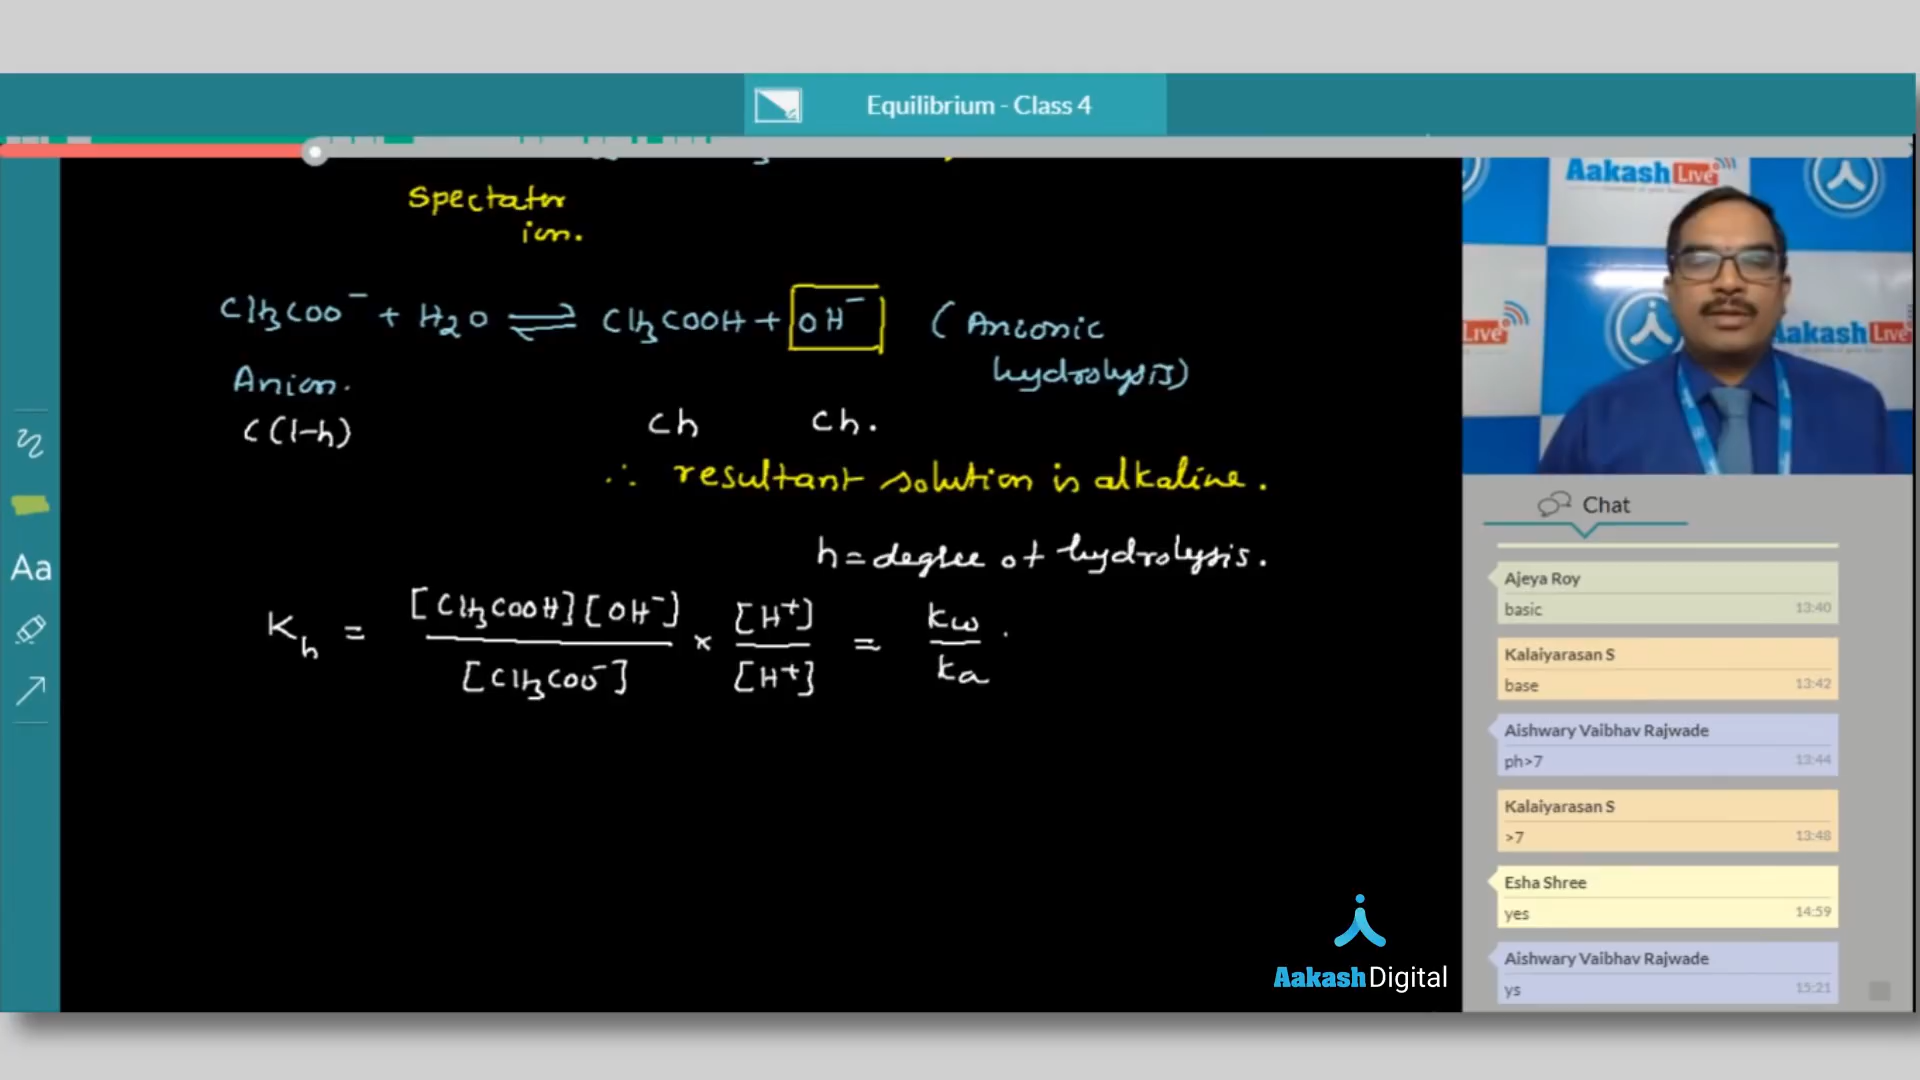 Equilibrium - Class 4
Spectator
ion.
CH₃COO⁻ + H₂O ⇌ CH₃COOH + OH⁻ (Anionic
hydrolysis)
Anion.
C(1-h) Ch Ch.
∴ resultant solution is alkaline.
h = degree of hydrolysis.
K_h = [CH₃COOH][OH⁻] / [CH₃COO⁻] × [H⁺] / [H⁺] = Kw / Ka
Aa
Aakash Live
Live
Aakash Live
Chat
Ajeya Roy
basic 13:40
Kalaiyarasan S
base 13:42
Aishwary Vaibhav Rajwade
ph>7 13:44
Kalaiyarasan S
>7 13:48
Esha Shree
yes 14:59
Aishwary Vaibhav Rajwade
ys 15:21
Aakash Digital